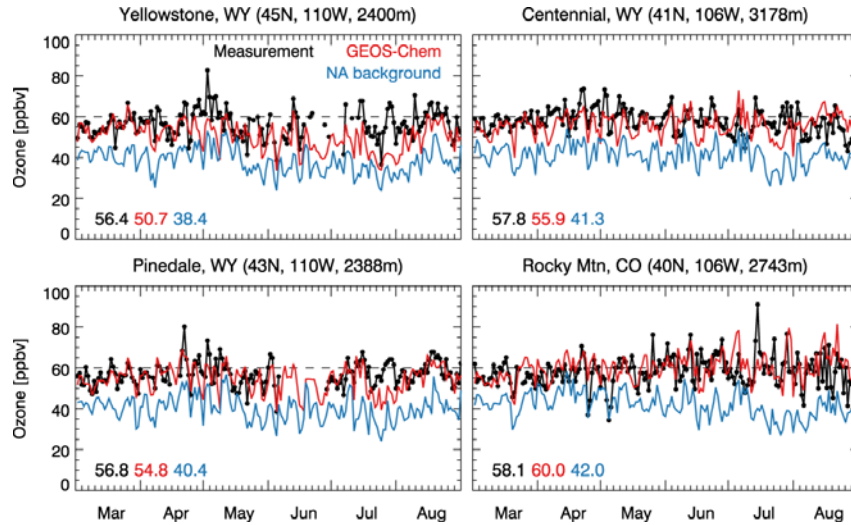 Yellowstone, WY (45N, 110W, 2400m)
Centennial, WY (41N, 106W, 3178m)
Measurement GEOS-Chem
NA background
Ozone [ppbv]
100
80
60
40
20
0
56.4 50.7 38.4
57.8 55.9 41.3
Pinedale, WY (43N, 110W, 2388m)
Rocky Mtn, CO (40N, 106W, 2743m)
Ozone [ppbv]
100
80
60
40
20
0
56.8 54.8 40.4
58.1 60.0 42.0
Mar Apr May Jun Jul Aug
Mar Apr May Jun Jul Aug